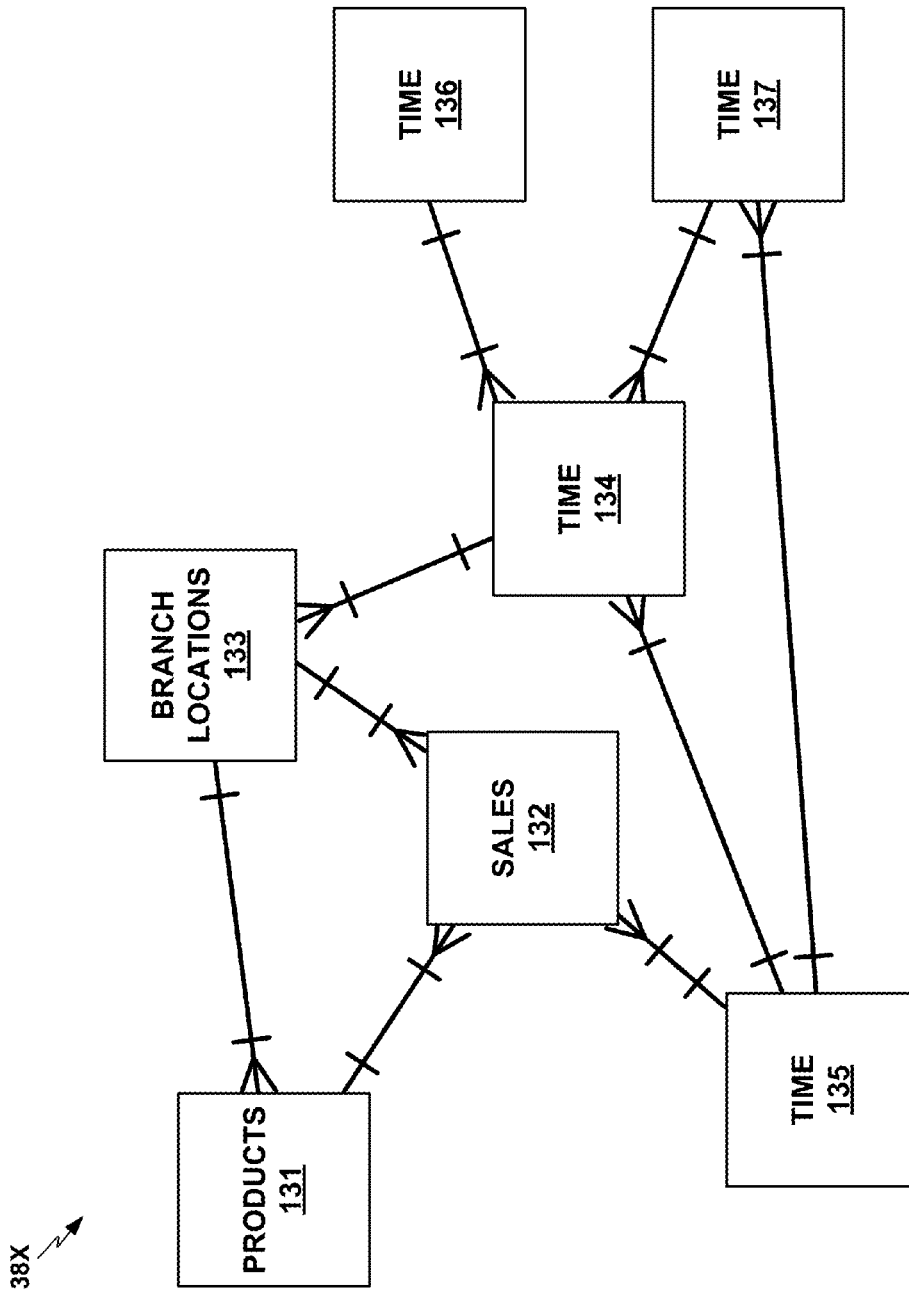 38X
PRODUCTS
131
BRANCH
LOCATIONS
133
SALES
132
TIME
135
TIME
134
TIME
136
TIME
137